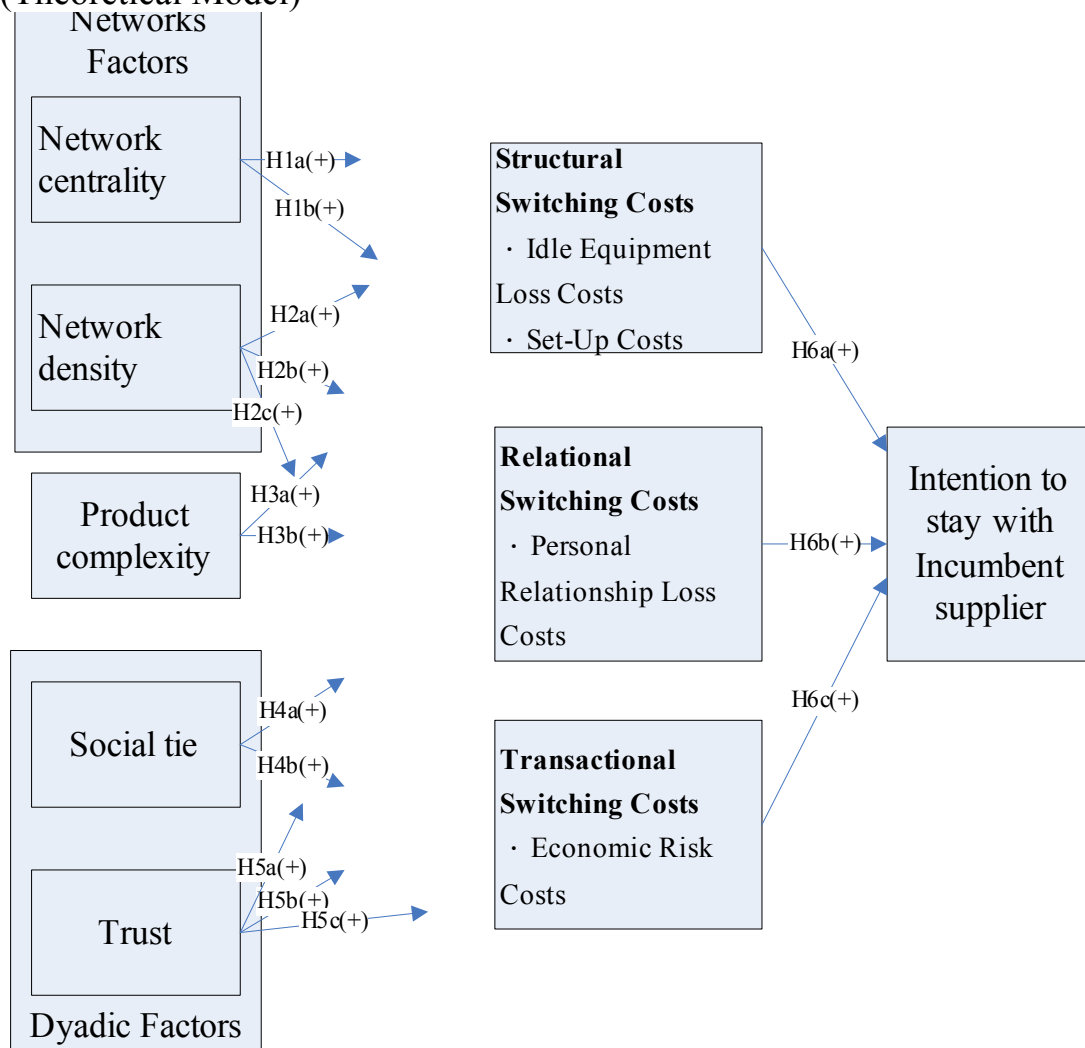 (Theoretical Model)
Networks
Factors
Network
centrality
H1a(+)
H1b(+)
Network
density
H2a(+)
H2b(+)
H2c(+)
Product
complexity
H3a(+)
H3b(+)
Social tie
H4a(+)
H4b(+)
Trust
H5a(+)
H5b(+)
H5c(+)
Dyadic Factors
Structural
Switching Costs
· Idle Equipment
Loss Costs
· Set-Up Costs
Relational
Switching Costs
· Personal
Relationship Loss
Costs
Transactional
Switching Costs
· Economic Risk
Costs
H6a(+)
H6b(+)
H6c(+)
Intention to
stay with
Incumbent
supplier